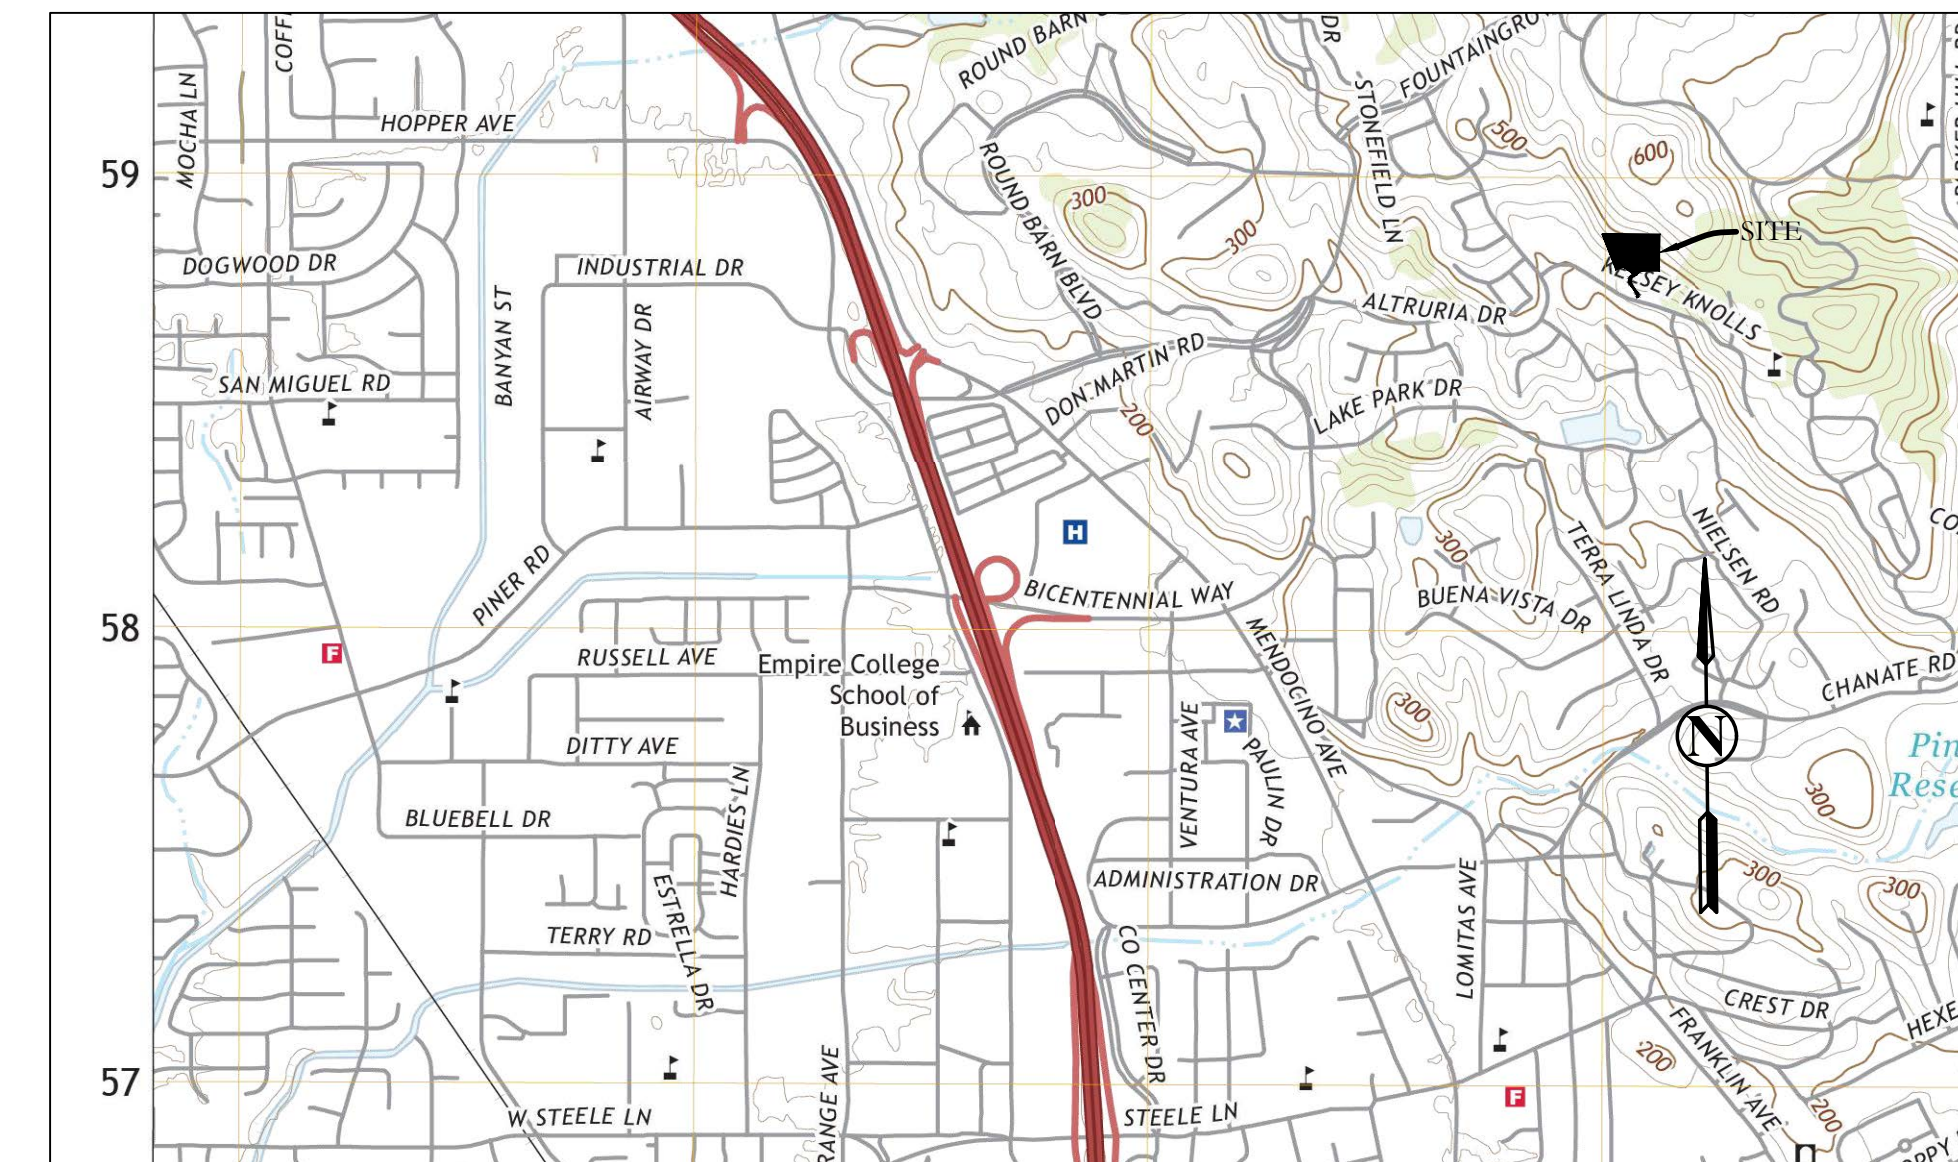 COFF
MOCHA LN
HOPPER AVE
ROUND BARN
DR
FOUNTAINGRO
STONEFIELD LN
500
600
59
ROUND BARN BLVD
300
300
SITE
KELSEY KNOLLS
DOGWOOD DR
INDUSTRIAL DR
BANYAN ST
AIRWAY DR
ALTRURIA DR
DON MARTIN RD
SAN MIGUEL RD
LAKE PARK DR
200
H
PINER RD
BICENTENNIAL WAY
300
BUENA VISTA DR
TERRA LINDA DR
NIELSEN RD
CO
58
F
RUSSELL AVE
Empire College
School of
Business
MENDOCINO AVE
CHANATE RD
300
VENTURA AVE
PAULIN DR
N
Pin
Rese
DITTY AVE
HARDIES LN
BLUEBELL DR
300
ADMINISTRATION DR
LOMITAS AVE
300
300
ESTRELLA DR
TERRY RD
CO CENTER DR
CREST DR
HEXE
FRANKLIN AVE
200
57
W STEELE LN
RANGE AVE
STEELE LN
F
200
OPPY